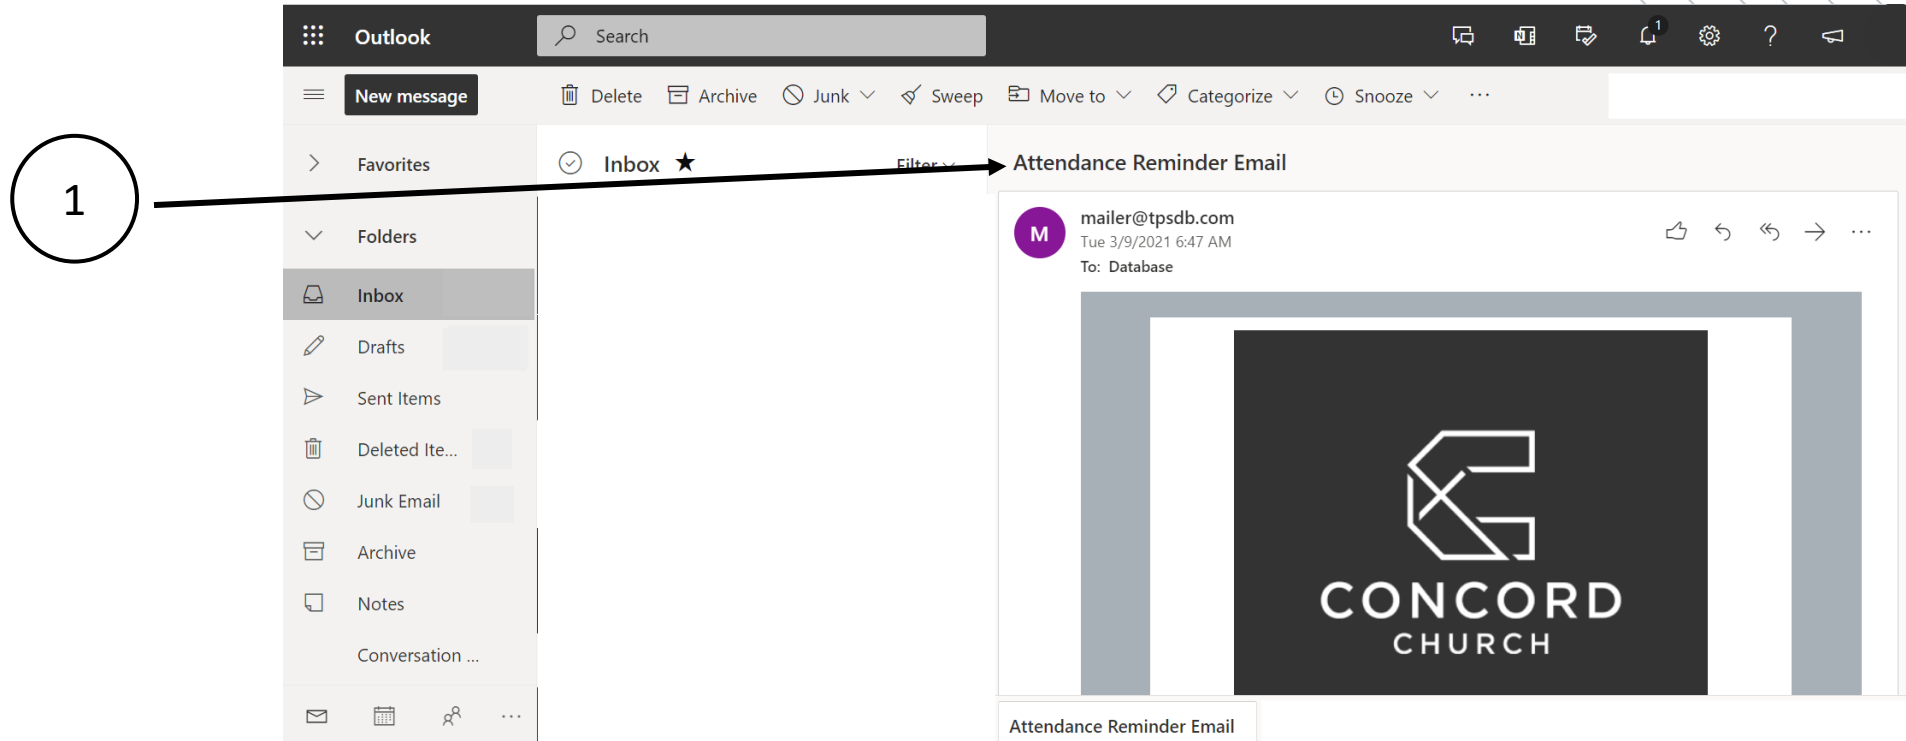 Outlook
Search
1
New message
Delete
Archive
Junk
Sweep
Move to
Categorize
Snooze
1
Favorites
Folders
Inbox
Drafts
Sent Items
Deleted Ite...
Junk Email
Archive
Notes
Conversation ...
Inbox ★
Filter
Attendance Reminder Email
M
mailer@tpsdb.com
Tue 3/9/2021 6:47 AM
To: Database
CONCORD
CHURCH
Attendance Reminder Email